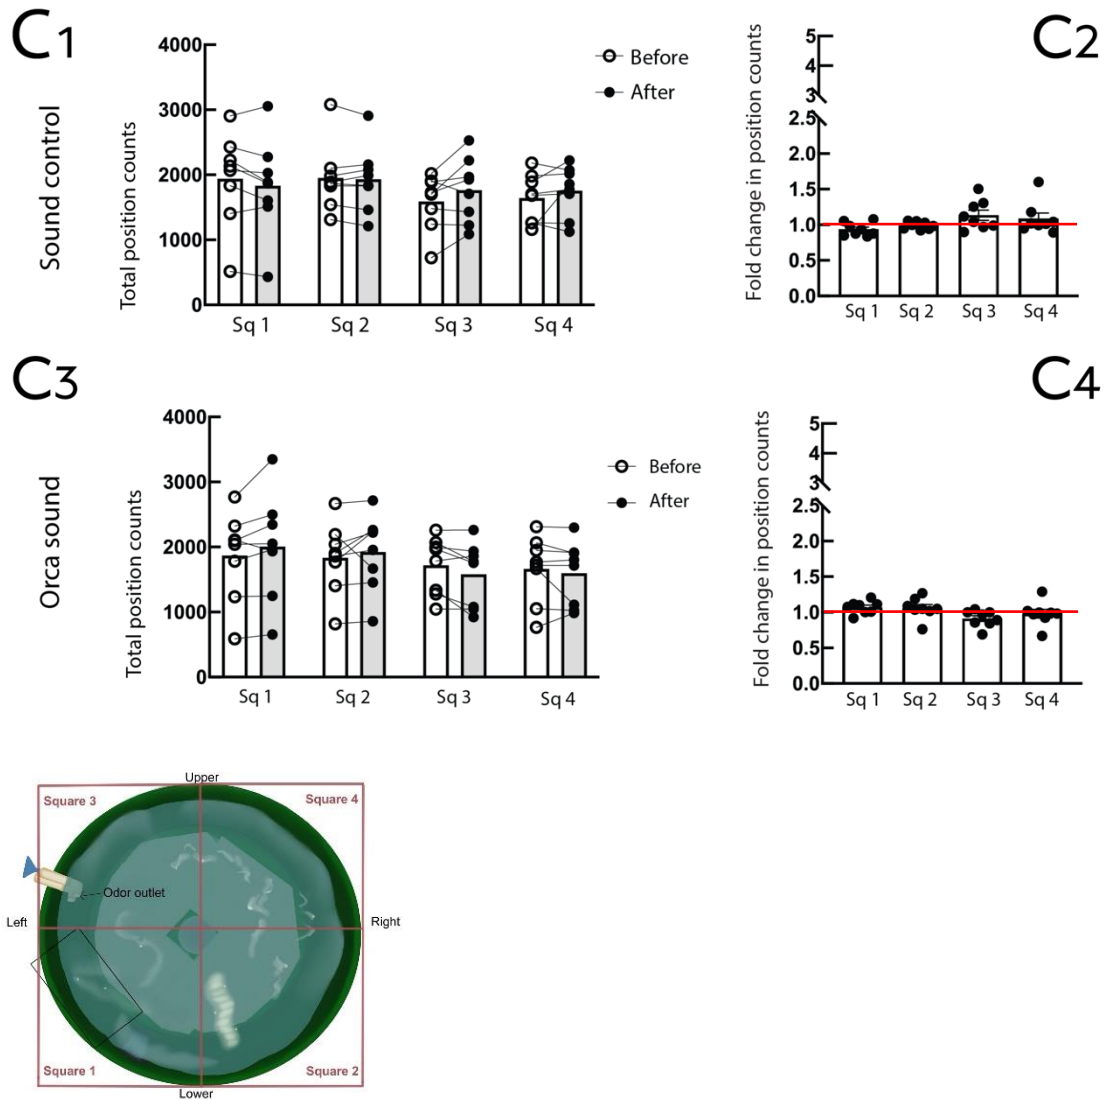 C1
Sound control
Total position counts
4000
3000
2000
1000
0
Sq 1 Sq 2 Sq 3 Sq 4
Before
After
C2
Fold change in position counts
5
4
3
2.5
2.0
1.5
1.0
0.5
0.0
Sq 1 Sq 2 Sq 3 Sq 4
C3
Orca sound
Total position counts
4000
3000
2000
1000
0
Sq 1 Sq 2 Sq 3 Sq 4
Before
After
C4
Fold change in position counts
5
4
3
2.5
2.0
1.5
1.0
0.5
0.0
Sq 1 Sq 2 Sq 3 Sq 4
Upper
Square 3 Square 4
Odor outlet
Left Right
Square 1 Square 2
Lower